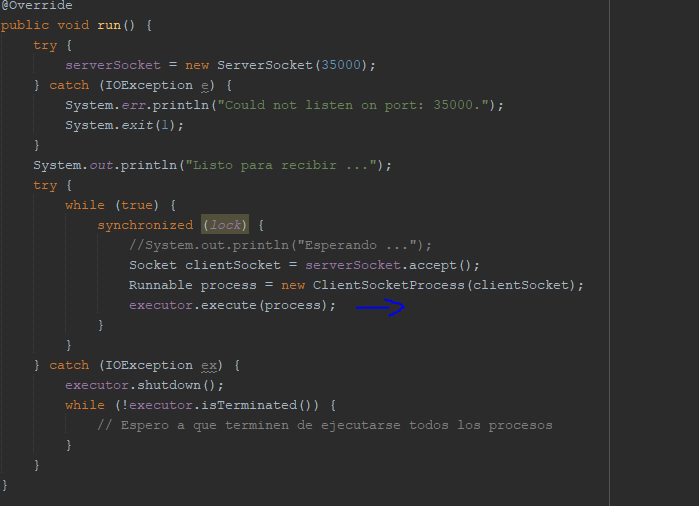 @Override
public void run() {
try {
serverSocket = new ServerSocket(35000);
} catch (IOException e) {
System.err.println("Could not listen on port: 35000.");
System.exit(1);
}
System.out.println("Listo para recibir ...");
try {
while (true) {
synchronized (lock) {
//System.out.println("Esperando ...");
Socket clientSocket = serverSocket.accept();
Runnable process = new ClientSocketProcess(clientSocket);
executor.execute(process);
}
}
} catch (IOException ex) {
executor.shutdown();
while (!executor.isTerminated()) {
// Espero a que terminen de ejecutarse todos los procesos
}
}
}